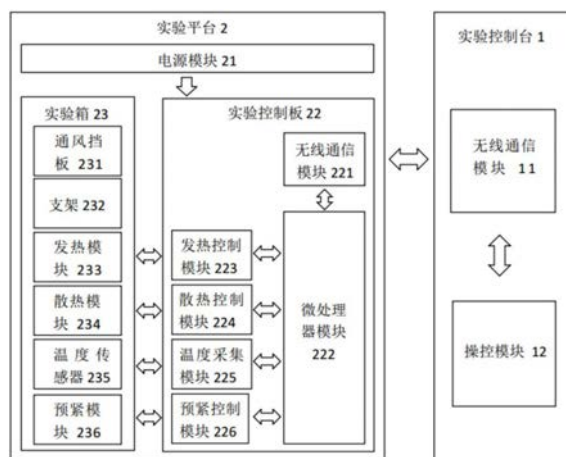 实验平台 2
电源模块 21
实验箱 23
通风挡
板 231
支架 232
发热模
块 233
散热模
块 234
温度传
感器 235
预紧模
块 236
实验控制板 22
无线通信
模块 221
发热控制
模块 223
散热控制
模块 224
温度采集
模块 225
预紧控制
模块 226
微处理
器模块
222
实验控制台 1
无线通信
模块 11
操控模块 12